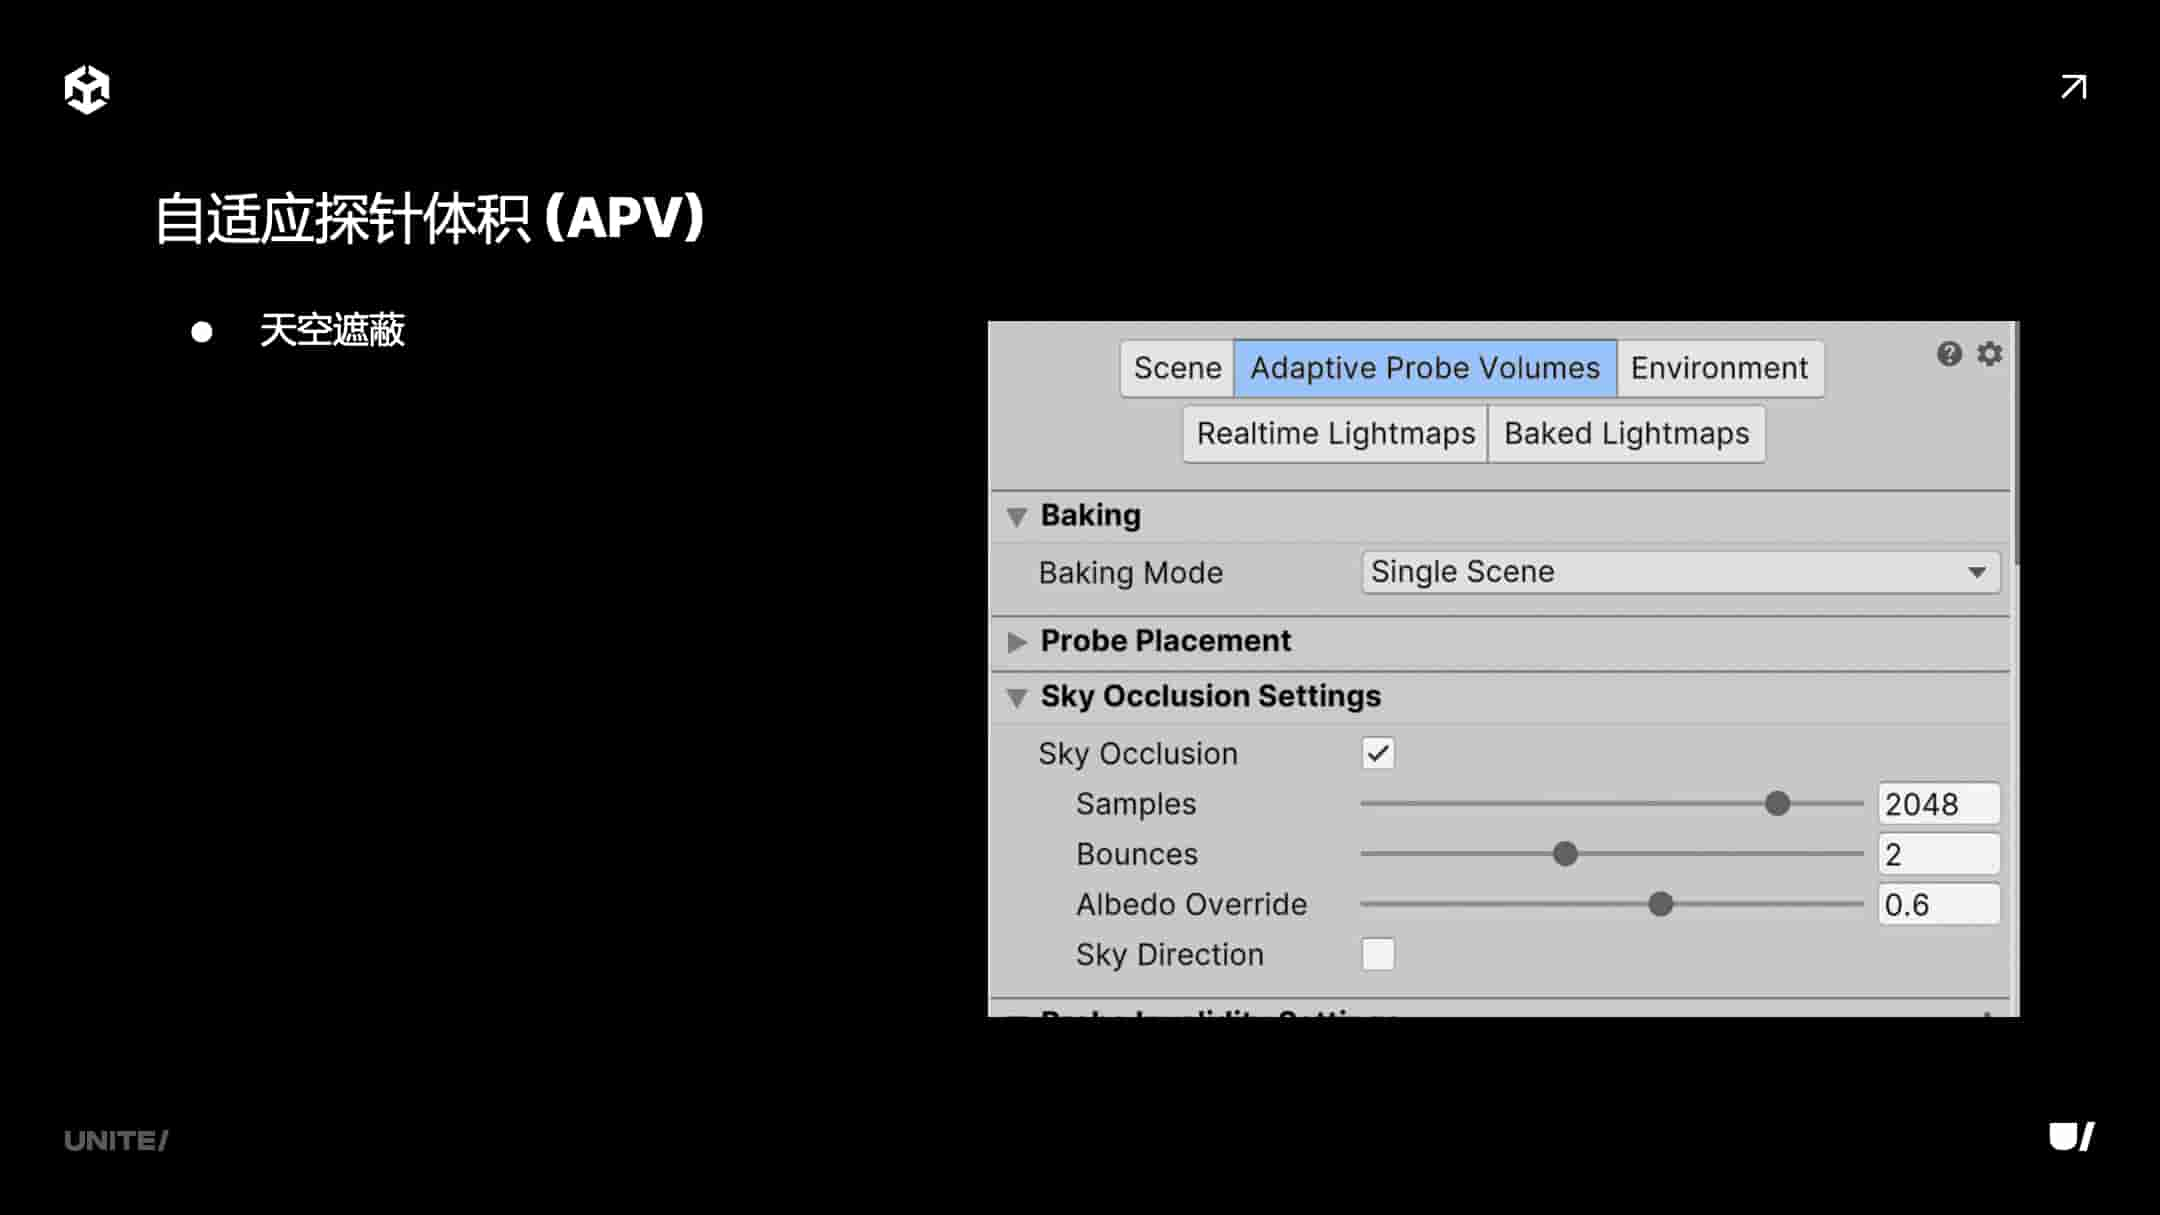 自适应探针体积 (APV)
● 天空遮蔽
Scene Adaptive Probe Volumes Environment
Realtime Lightmaps Baked Lightmaps
Baking
Baking Mode Single Scene
Probe Placement
Sky Occlusion Settings
Sky Occlusion
Samples 2048
Bounces 2
Albedo Override 0.6
Sky Direction
UNITE/
U/